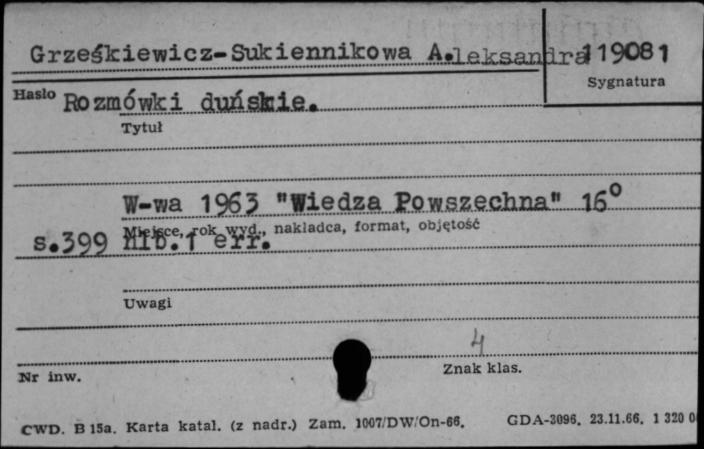 Grześkiewicz-Sukiennikowa A.leksandra 119081
Sygnatura
Hasło Rozmówki duńskie.
Tytuł
W-wa 1963 "Wiedza Powszechna" 16°
Miejsce, rok wyd., nakładca, format, objętość
s.399 nlb.1 err.
Uwagi
4
Nr inw. Znak klas.
CWD. B 15a. Karta katal. (z nadr.) Zam. 1007/DW/On-66. GDA-3096. 23.11.66. 1 320 0